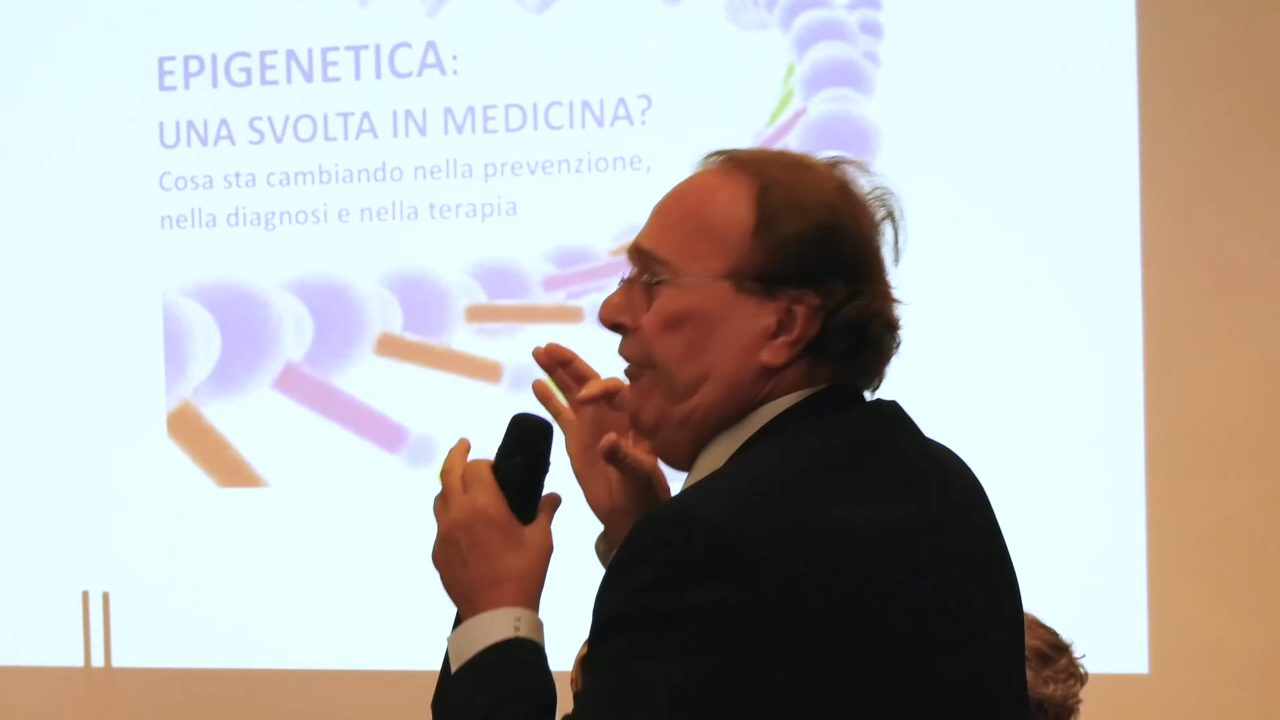 EPIGENETICA:
UNA SVOLTA IN MEDICINA?
Cosa sta cambiando nella prevenzione,
nella diagnosi e nella terapia